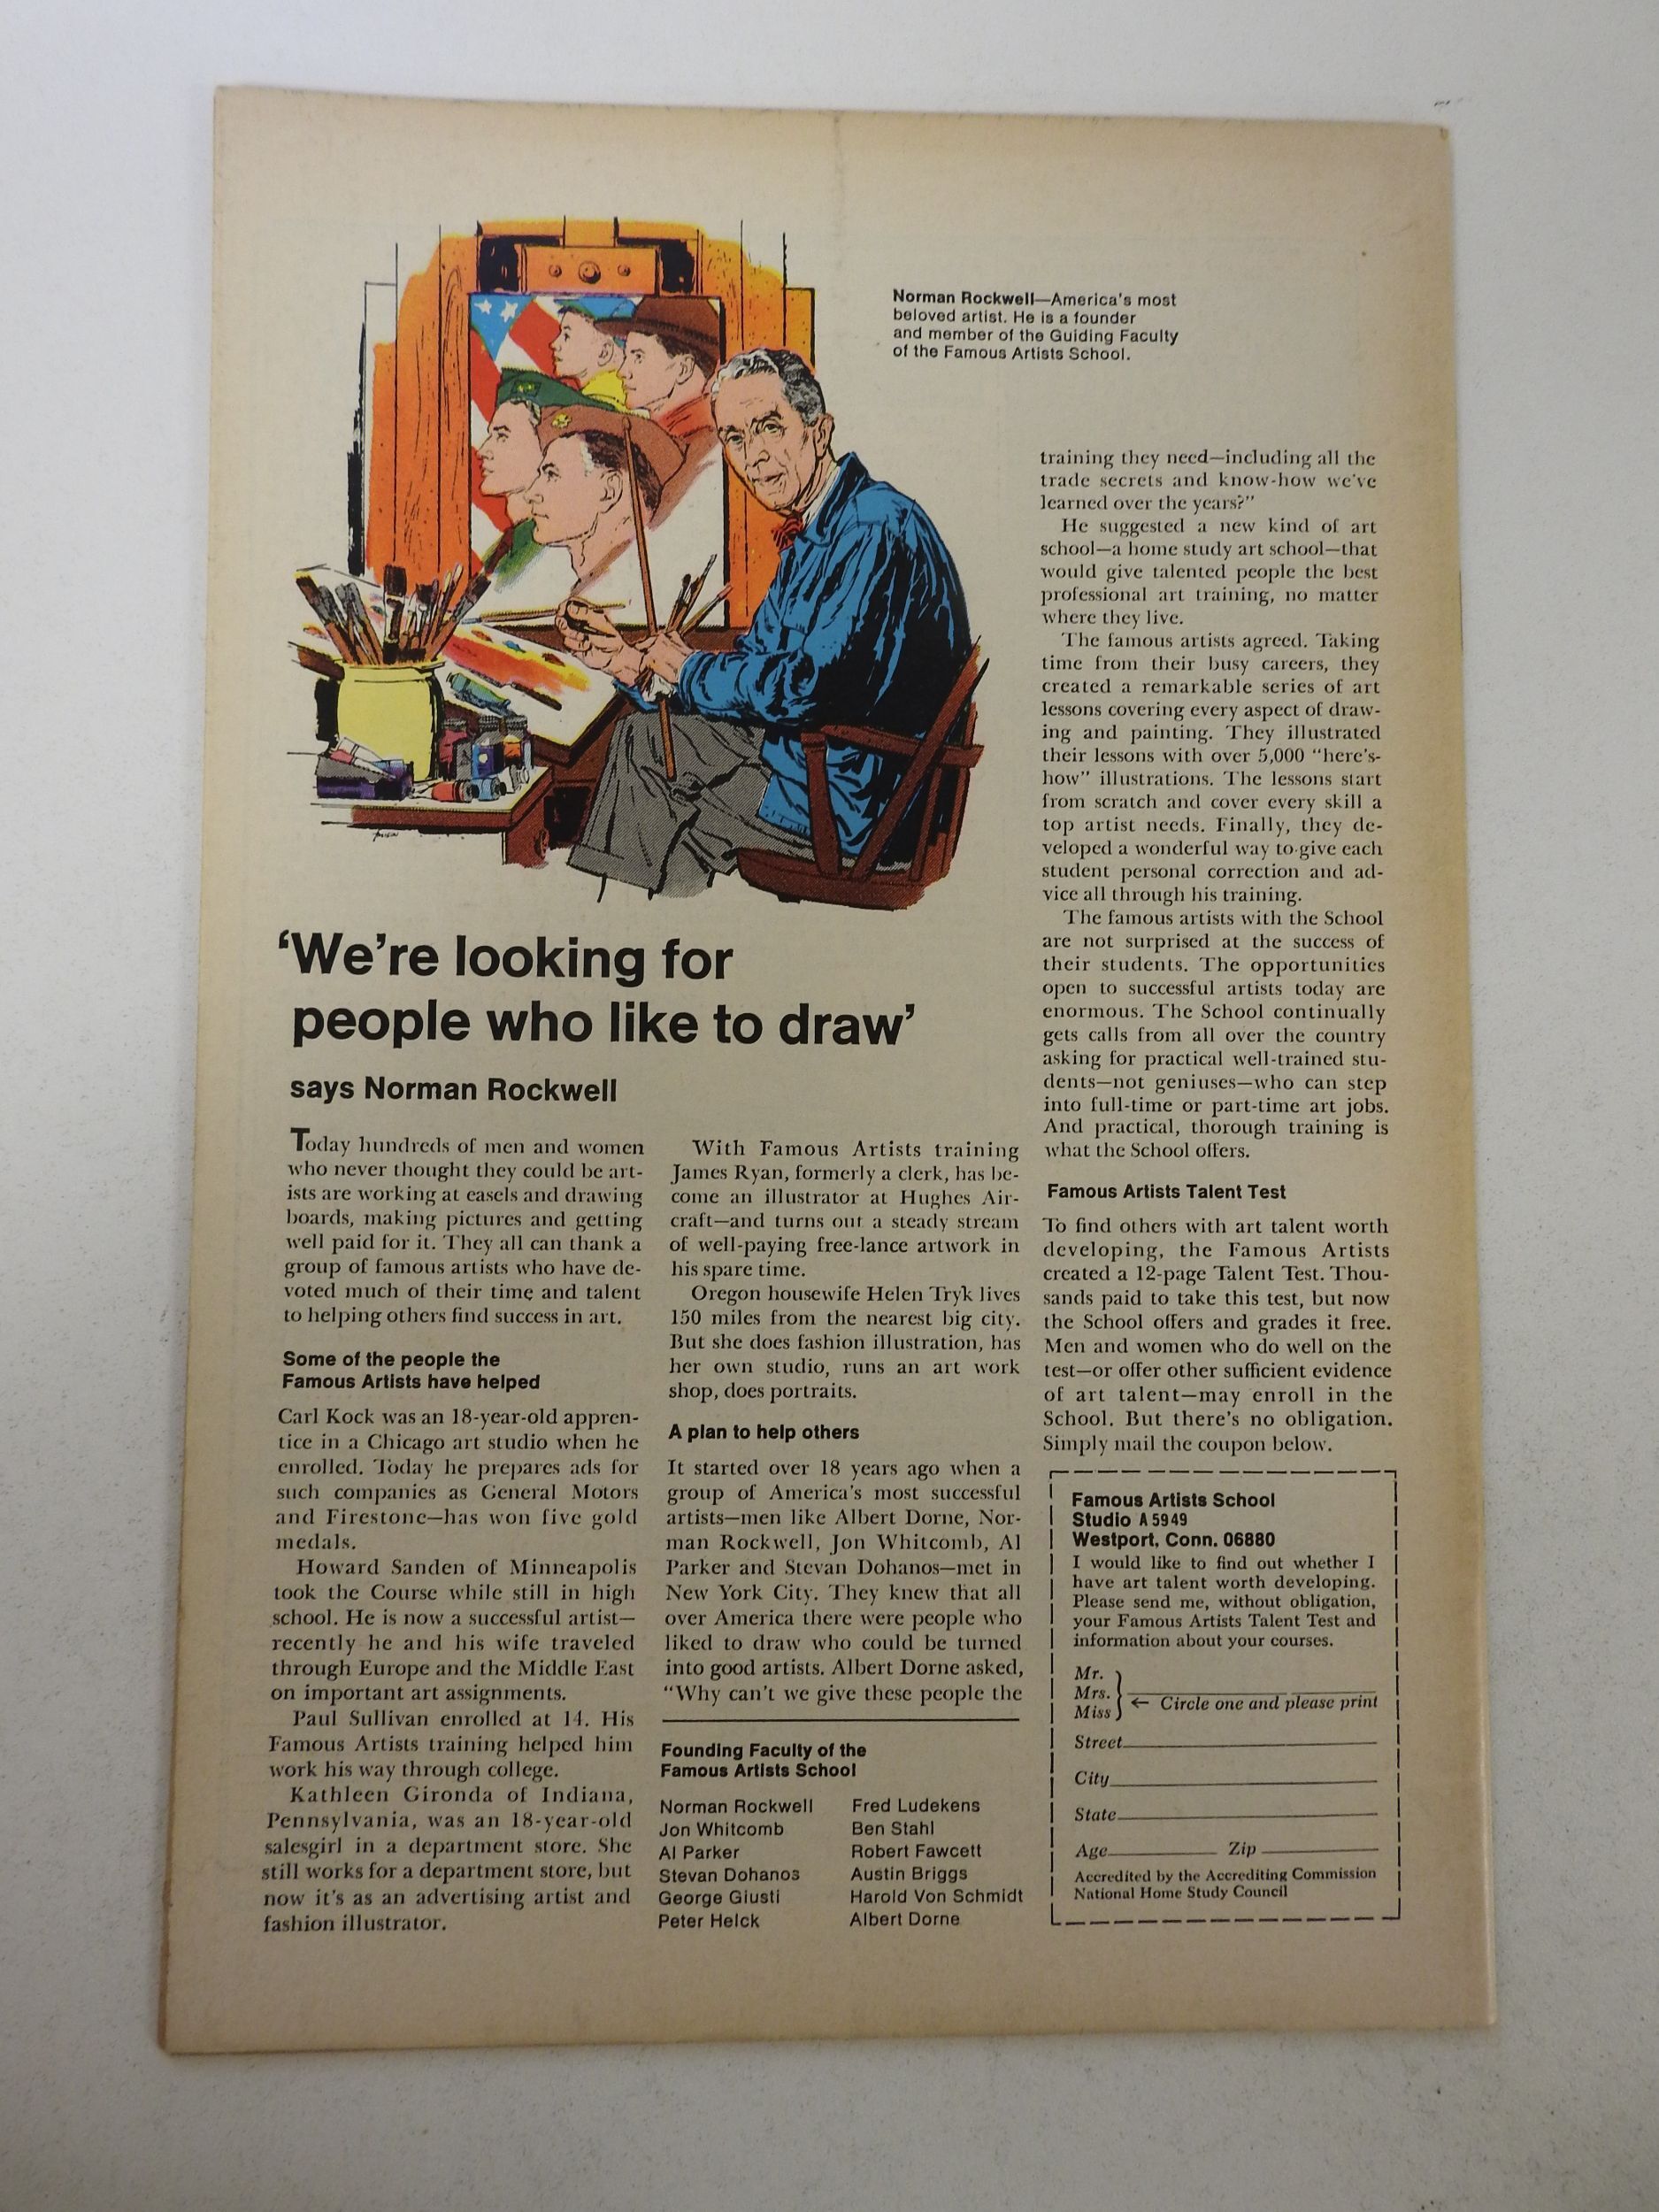 Norman Rockwell—America's most
beloved artist. He is a founder
and member of the Guiding Faculty
of the Famous Artists School.
‘We’re looking for
people who like to draw’
says Norman Rockwell
Today hundreds of men and women
who never thought they could be art-
ists are working at easels and drawing
boards, making pictures and getting
well paid for it. They all can thank a
group of famous artists who have de-
voted much of their time and talent
to helping others find success in art.
Some of the people the
Famous Artists have helped
Carl Kock was an 18-year-old appren-
tice in a Chicago art studio when he
enrolled. Today he prepares ads for
such companies as General Motors
and Firestone—has won five gold
medals.
Howard Sanden of Minneapolis
took the Course while still in high
school. He is now a successful artist—
recently he and his wife traveled
through Europe and the Middle East
on important art assignments.
Paul Sullivan enrolled at 14. His
Famous Artists training helped him
work his way through college.
Kathleen Gironda of Indiana,
Pennsylvania, was an 18-year-old
salesgirl in a department store. She
still works for a department store, but
now it's as an advertising artist and
fashion illustrator.
With Famous Artists training
James Ryan, formerly a clerk, has be-
come an illustrator at Hughes Air-
craft—and turns out a steady stream
of well-paying free-lance artwork in
his spare time.
Oregon housewife Helen Tryk lives
150 miles from the nearest big city.
But she does fashion illustration, has
her own studio, runs an art work
shop, does portraits.
A plan to help others
It started over 18 years ago when a
group of America's most successful
artists—men like Albert Dorne, Nor-
man Rockwell, Jon Whitcomb, Al
Parker and Stevan Dohanos—met in
New York City. They knew that all
over America there were people who
liked to draw who could be turned
into good artists. Albert Dorne asked,
“Why can't we give these people the
training they need—including all the
trade secrets and know-how we've
learned over the years?”
He suggested a new kind of art
school—a home study art school—that
would give talented people the best
professional art training, no matter
where they live.
The famous artists agreed. Taking
time from their busy careers, they
created a remarkable series of art
lessons covering every aspect of draw-
ing and painting. They illustrated
their lessons with over 5,000 “here's-
how” illustrations. The lessons start
from scratch and cover every skill a
top artist needs. Finally, they de-
veloped a wonderful way to give each
student personal correction and ad-
vice all through his training.
The famous artists with the School
are not surprised at the success of
their students. The opportunities
open to successful artists today are
enormous. The School continually
gets calls from all over the country
asking for practical well-trained stu-
dents—not geniuses—who can step
into full-time or part-time art jobs.
And practical, thorough training is
what the School offers.
Famous Artists Talent Test
To find others with art talent worth
developing, the Famous Artists
created a 12-page Talent Test. Thou-
sands paid to take this test, but now
the School offers and grades it free.
Men and women who do well on the
test—or offer other sufficient evidence
of art talent—may enroll in the
School. But there's no obligation.
Simply mail the coupon below.
Founding Faculty of the
Famous Artists School
Norman Rockwell
Jon Whitcomb
Al Parker
Stevan Dohanos
George Giusti
Peter Helck
Fred Ludekens
Ben Stahl
Robert Fawcett
Austin Briggs
Harold Von Schmidt
Albert Dorne
Famous Artists School
Studio A 5949
Westport, Conn. 06880
I would like to find out whether I
have art talent worth developing.
Please send me, without obligation,
your Famous Artists Talent Test and
information about your courses.
Mr.
Mrs.
Miss
← Circle one and please print
Street
City
State
Age Zip
Accredited by the Accrediting Commission
National Home Study Council